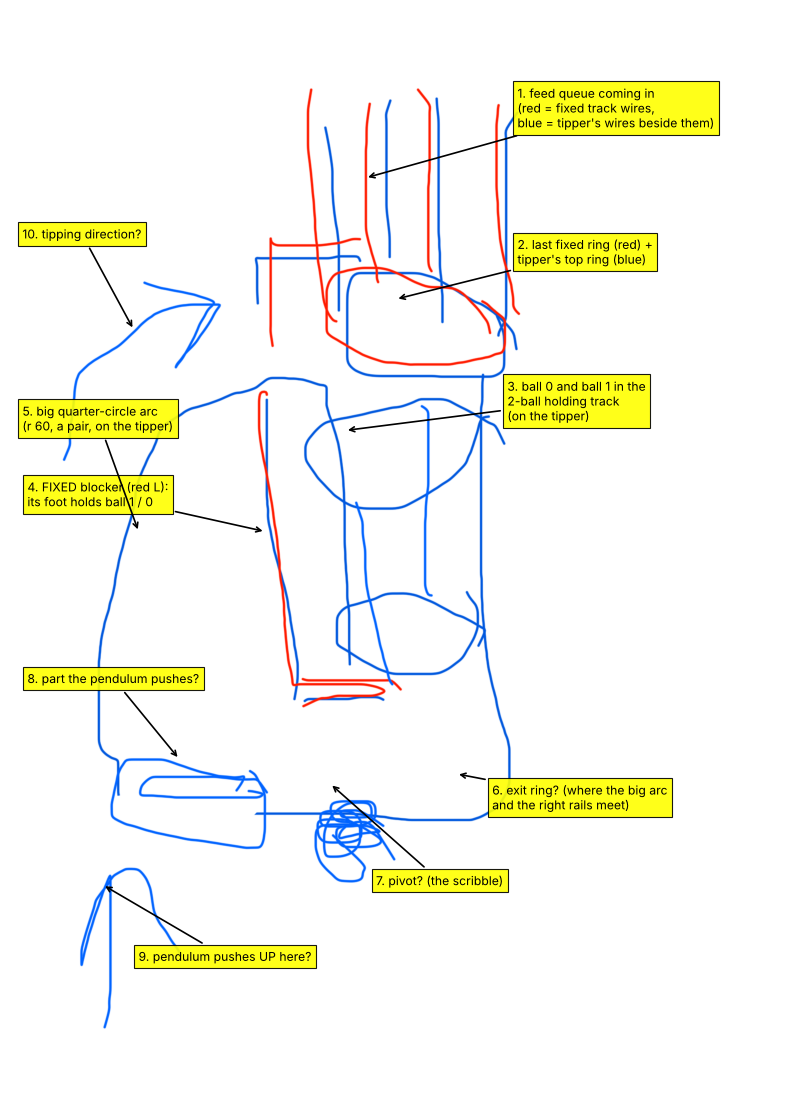 1. feed queue coming in
(red = fixed track wires,
blue = tipper's wires beside them)
10. tipping direction?
2. last fixed ring (red) +
tipper's top ring (blue)
3. ball 0 and ball 1 in the
2-ball holding track
(on the tipper)
5. big quarter-circle arc
(r 60, a pair, on the tipper)
4. FIXED blocker (red L):
its foot holds ball 1 / 0
8. part the pendulum pushes?
6. exit ring? (where the big arc
and the right rails meet)
7. pivot? (the scribble)
9. pendulum pushes UP here?